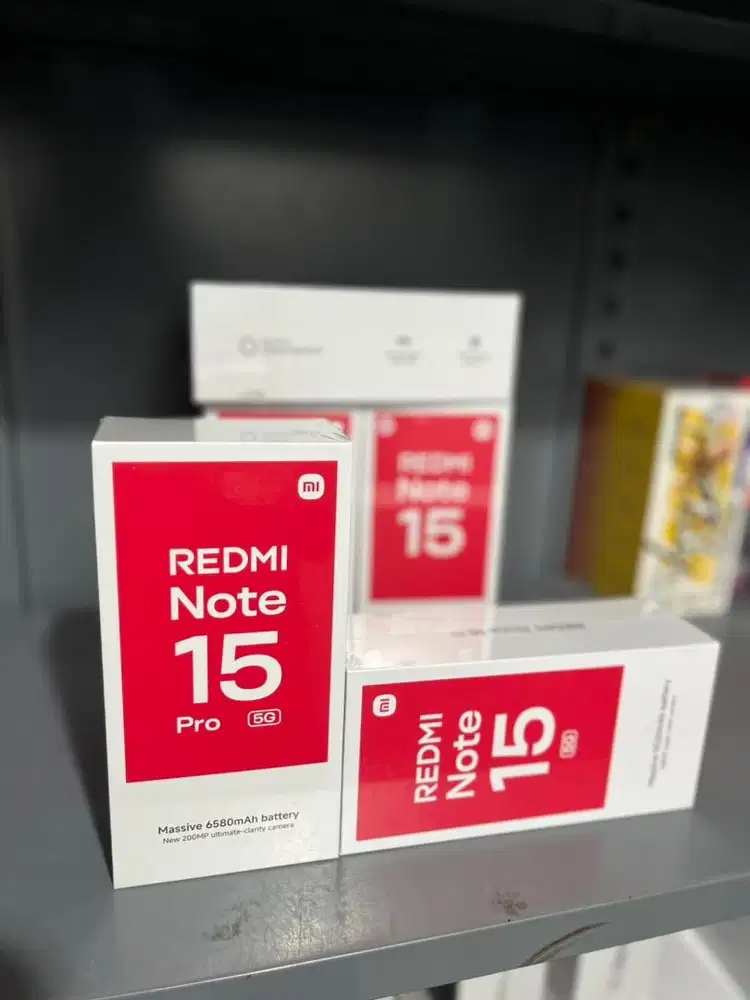 mi
REDMI
Note
15
Pro 5G
Massive 6580mAh battery
New 200MP ultimate-clarity camera
REDMI
Note
15
mi
REDMI
Note
15
5G